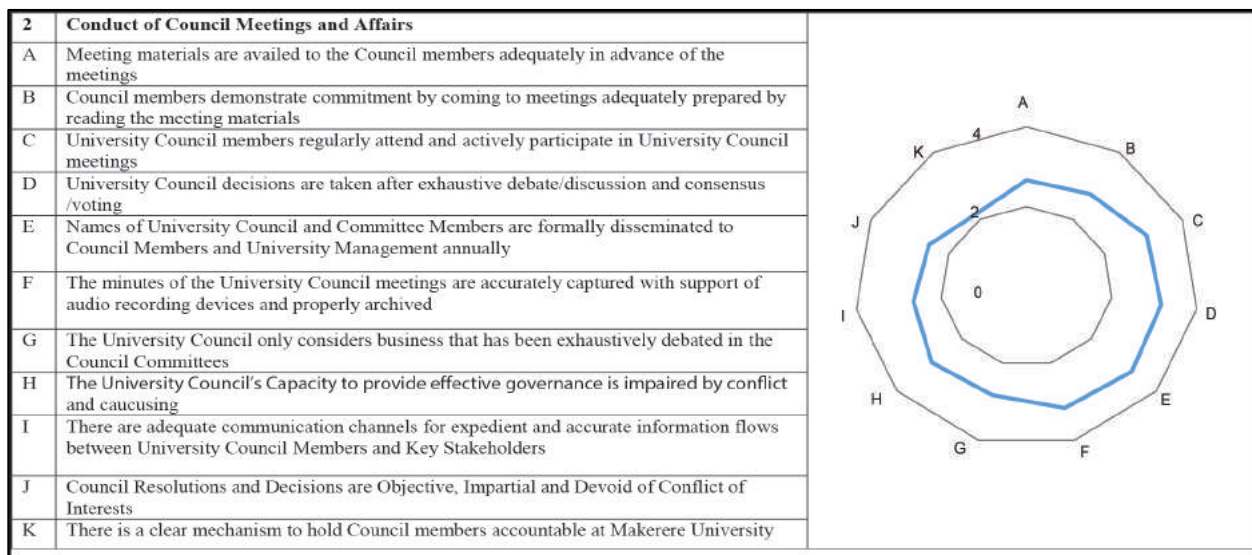 2 Conduct of Council Meetings and Affairs
A Meeting materials are availed to the Council members adequately in advance of the
meetings
B Council members demonstrate commitment by coming to meetings adequately prepared by
reading the meeting materials
C University Council members regularly attend and actively participate in University Council
meetings
D University Council decisions are taken after exhaustive debate/discussion and consensus
/voting
E Names of University Council and Committee Members are formally disseminated to
Council Members and University Management annually
F The minutes of the University Council meetings are accurately captured with support of
audio recording devices and properly archived
G The University Council only considers business that has been exhaustively debated in the
Council Committees
H The University Council's Capacity to provide effective governance is impaired by conflict
and caucusing
I There are adequate communication channels for expedient and accurate information flows
between University Council Members and Key Stakeholders
J Council Resolutions and Decisions are Objective, Impartial and Devoid of Conflict of
Interests
K There is a clear mechanism to hold Council members accountable at Makerere University
A
4
B
K
2
J
C
0
I
D
H
E
G
F